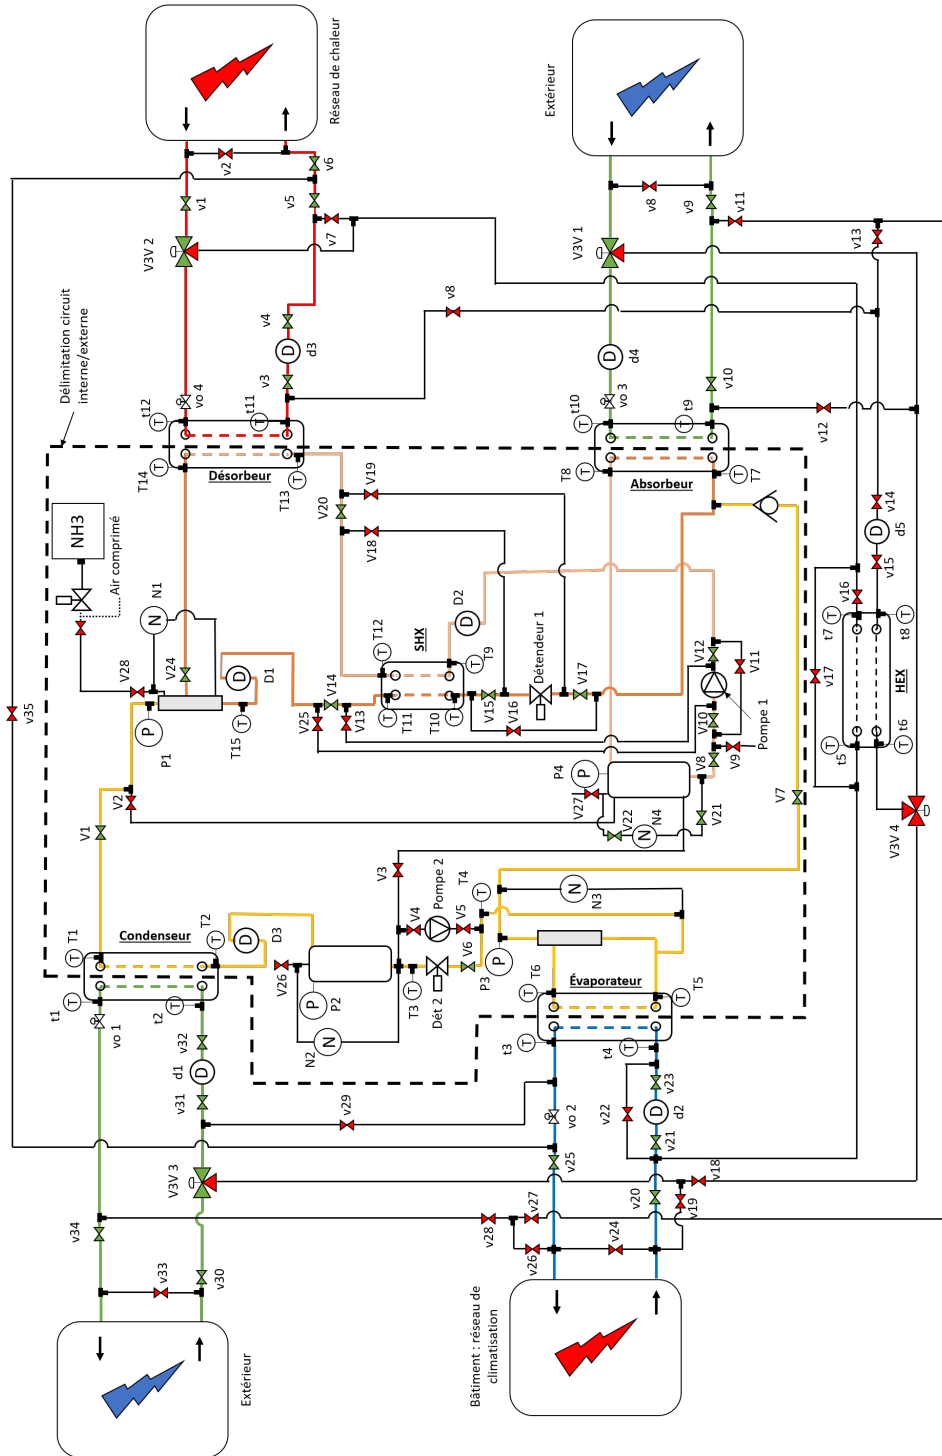 Réseau de chaleur
Extérieur
v2
v6
v1
v5
v7
V3V 2
v8
v9
v11
V3V 1
v13
Délimitation circuit
interne/externe
v4
D
d3
v3
v8
D
d4
v10
vo 4
vo 3
v12
T
t12
T
t11
T
t10
T
t9
T
T14
T
T13
Désorbeur
T
T8
T
T7
Absorbeur
NH3
Air comprimé
N
N1
V28
V24
P
P1
D
D1
T
T15
V20
V19
V18
D
D2
v14
D
d5
v15
v16
T
t7
T
t8
HEX
v17
T
t5
T
t6
V3V 4
SHX
T
T12
T
T9
T
T11
T
T10
V14
V25
V13
V15
V16
Détendeur 1
V17
V12
V11
V10
Pompe 1
V8
V9
P
P4
V27
V22
N
N4
V21
V7
V2
V1
V3
v35
Condenseur
T
T1
T
T2
D
D3
V26
P
P2
N
N2
T
T3
V4
Pompe 2
V5
V6
Dét 2
T
T4
P
P3
N
N3
Évaporateur
T
T6
T
T5
T
t1
T
t2
vo 1
v32
D
d1
v31
v29
T
t3
T
t4
vo 2
v22
v23
D
d2
v21
v25
V3V 3
v34
v20
v18
v19
v28
v27
v26
v24
v33
v30
Extérieur
Bâtiment : réseau de
climatisation